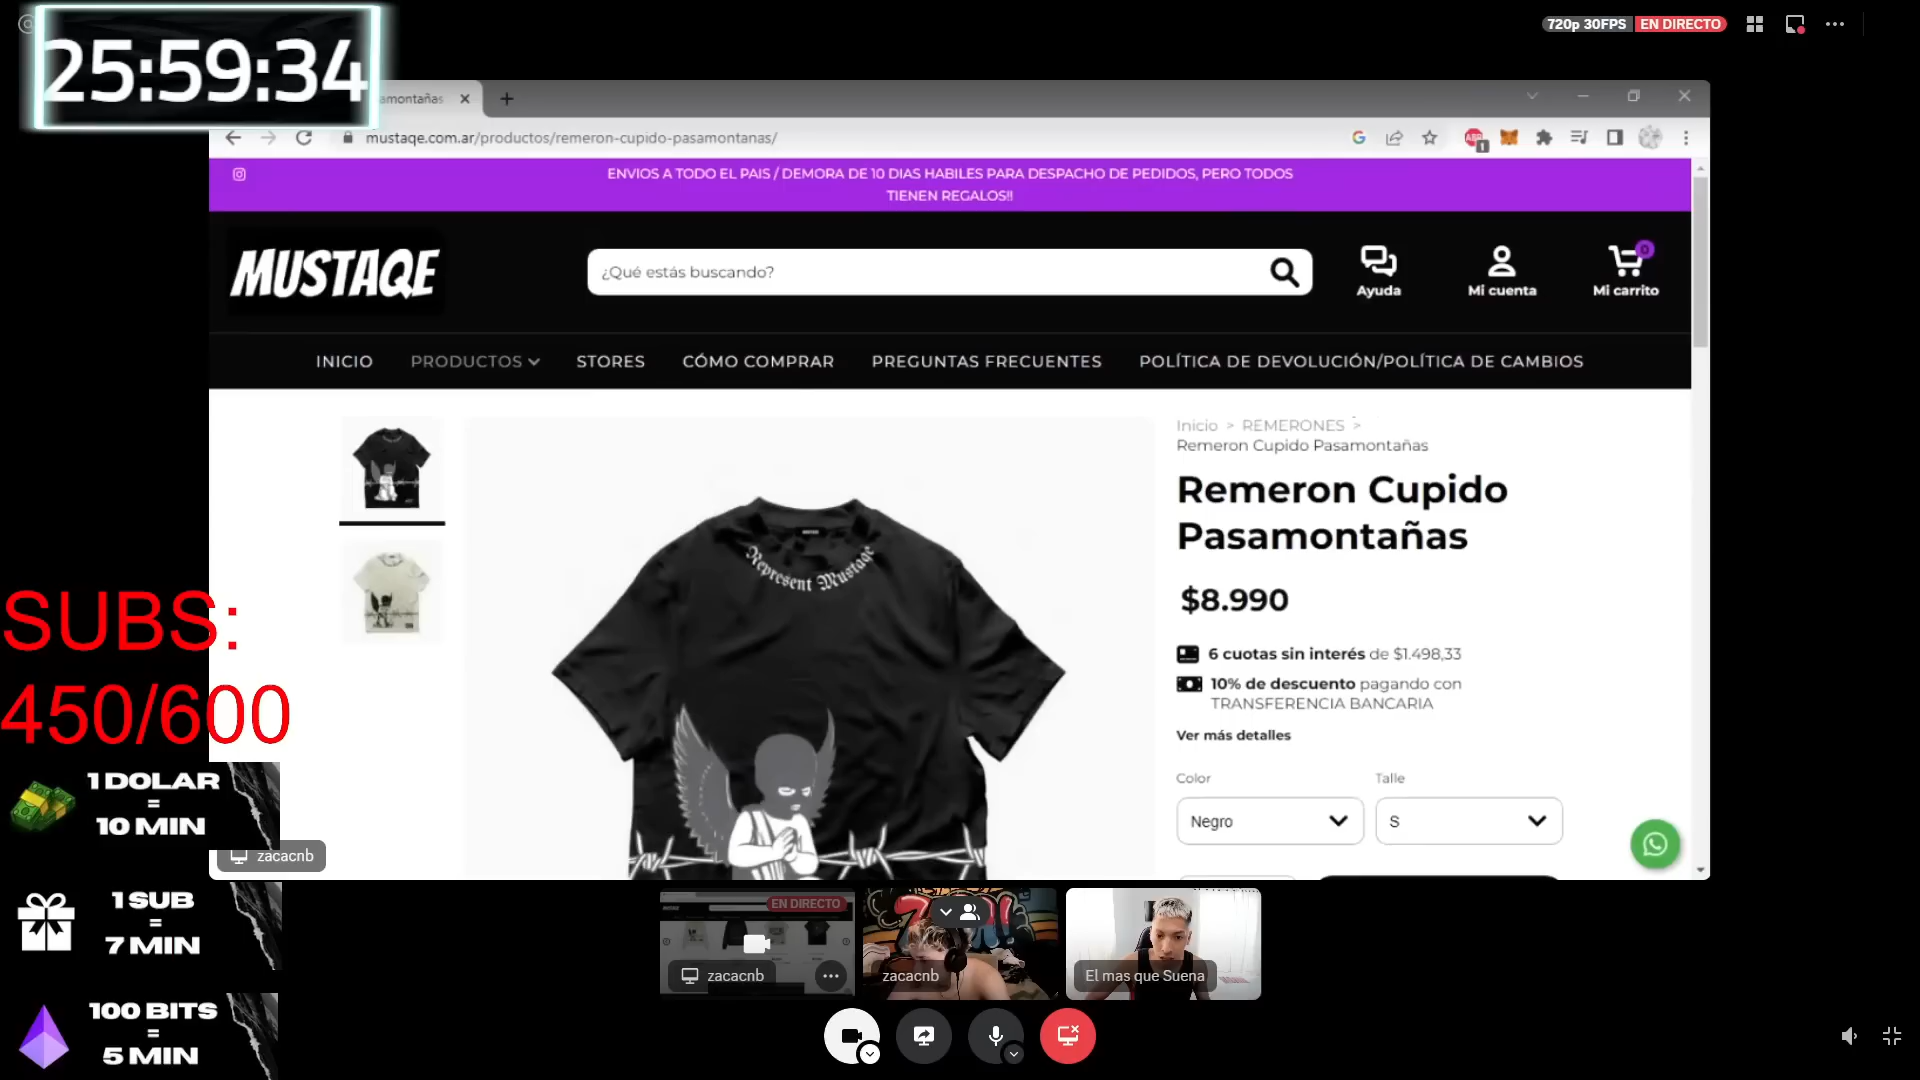 25:59:34
720p 30FPS EN DIRECTO
amontañas
mustaqe.com.ar/productos/remeron-cupido-pasamontanas/
ENVIOS A TODO EL PAIS / DEMORA DE 10 DIAS HABILES PARA DESPACHO DE PEDIDOS, PERO TODOS
TIENEN REGALOS!!
MUSTAQE
¿Qué estás buscando?
Ayuda
Mi cuenta
0
Mi carrito
INICIO PRODUCTOS STORES CÓMO COMPRAR PREGUNTAS FRECUENTES POLÍTICA DE DEVOLUCIÓN/POLÍTICA DE CAMBIOS
Inicio > REMERONES >
Remeron Cupido Pasamontañas
Remeron Cupido
Pasamontañas
$8.990
6 cuotas sin interés de $1.498,33
10% de descuento pagando con
TRANSFERENCIA BANCARIA
Ver más detalles
Color Talle
Negro S
Represent Mustaqe
SUBS:
450/600
1 DOLAR
=
10 MIN
zacacnb
1 SUB
=
7 MIN
100 BITS
=
5 MIN
EN DIRECTO
zacacnb
zacacnb
El mas que Suena